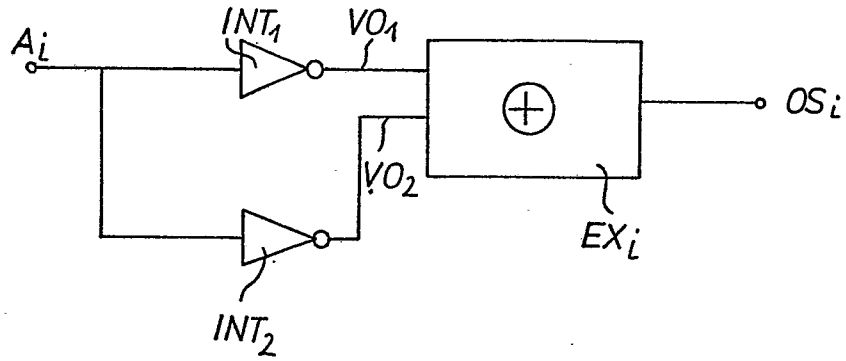 Ai
INT1
VO1
OSi
VO2
EXi
INT2